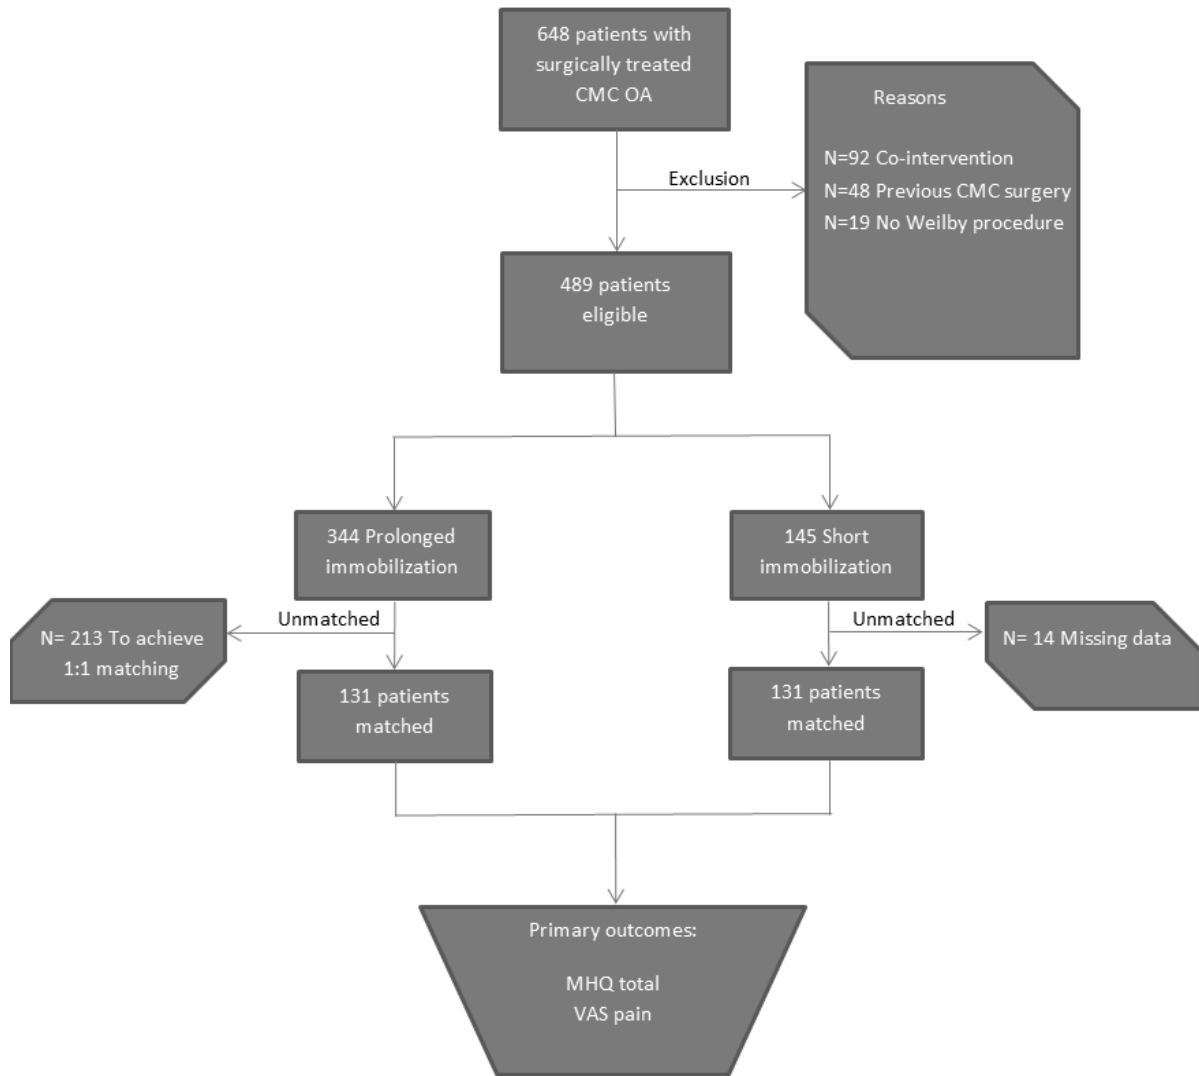 648 patients with
surgically treated
CMC OA
Reasons
N=92 Co-intervention
N=48 Previous CMC surgery
N=19 No Weilby procedure
Exclusion
489 patients
eligible
344 Prolonged
immobilization
145 Short
immobilization
Unmatched
N= 213 To achieve
1:1 matching
Unmatched
N= 14 Missing data
131 patients
matched
131 patients
matched
Primary outcomes:
MHQ total
VAS pain